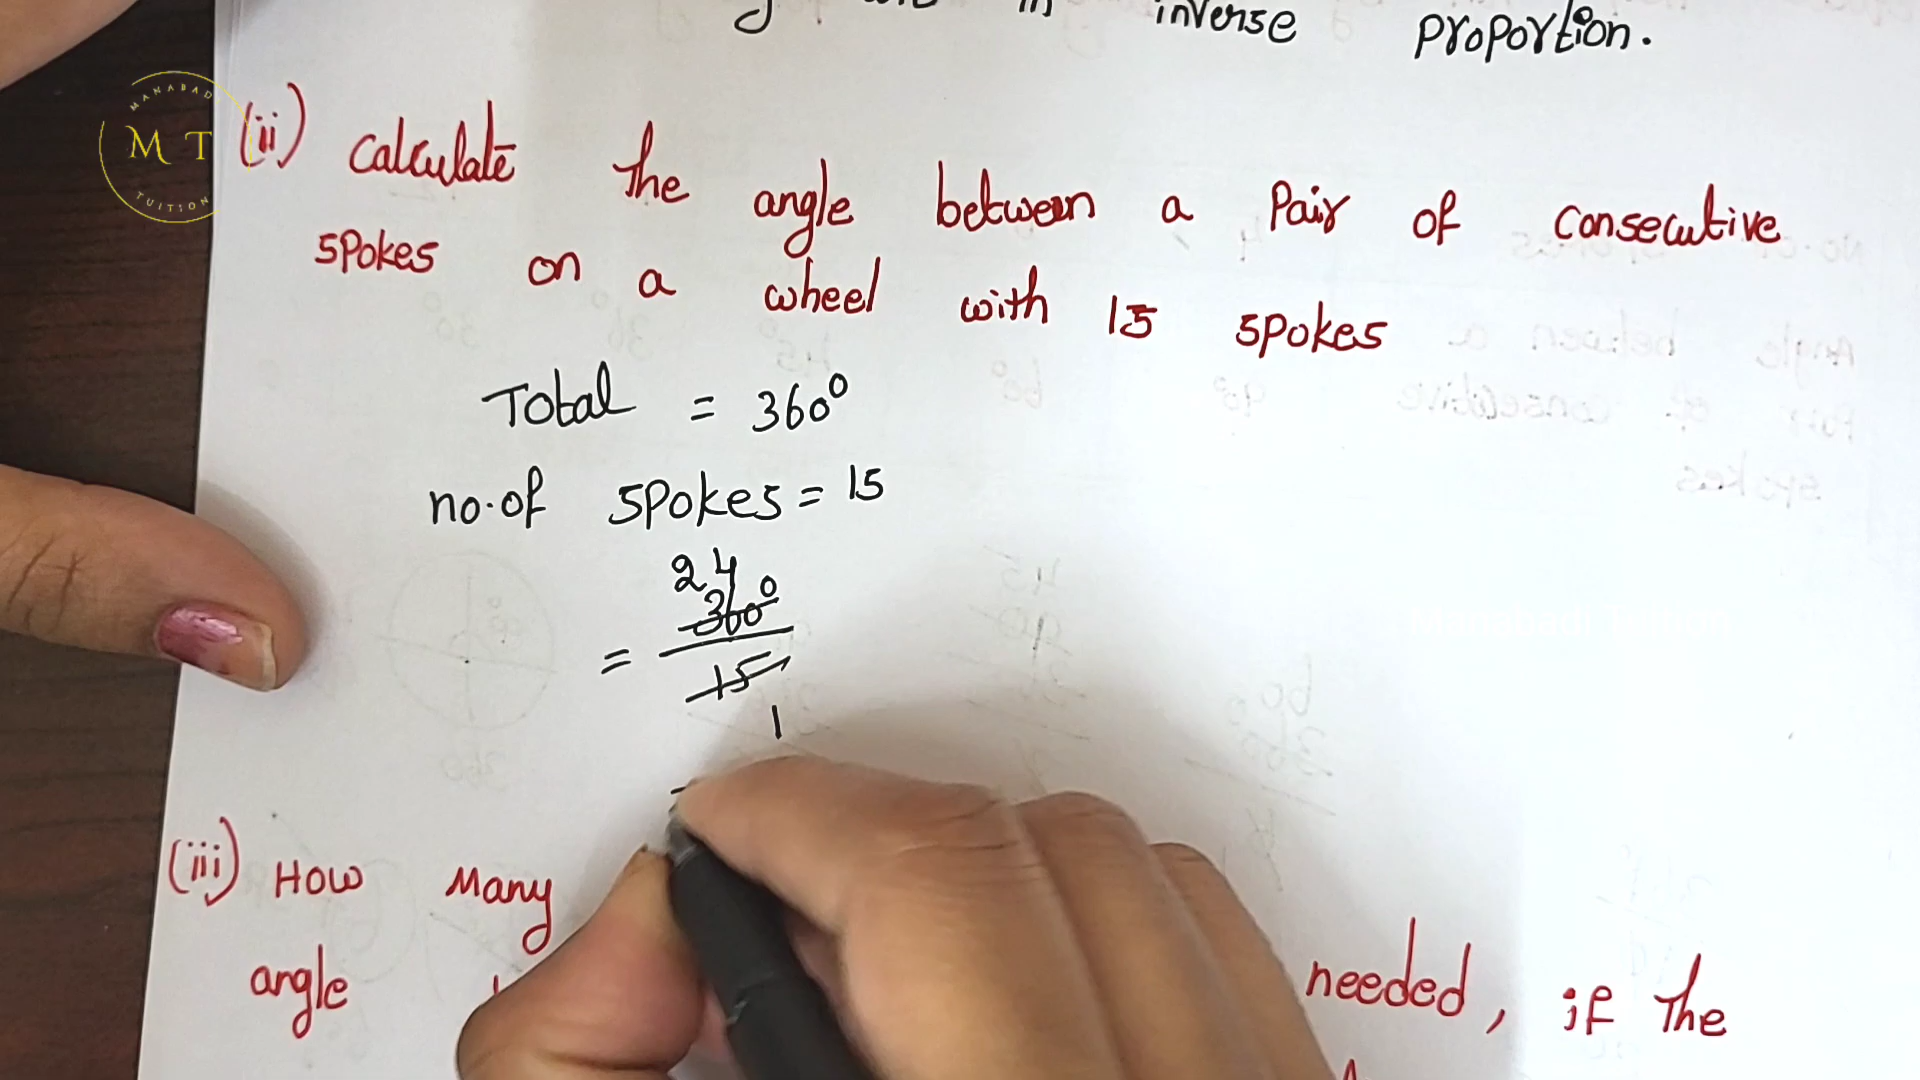 in inverse proportion.
MANABAD
M T
TUITION
(ii) calculate the angle between a Pair of consecutive
spokes on a wheel with 15 spokes
Total = 360°
no.of spokes = 15
24
= 360°
15
1
(iii) How Many needed, if the
angle